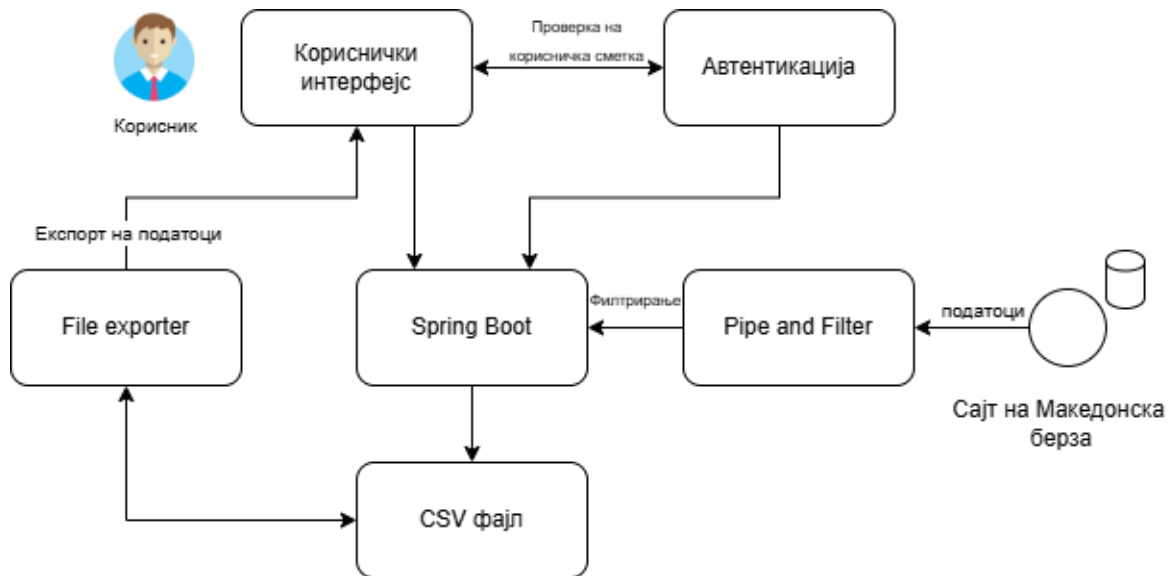 Проверка на
корисничка сметка
Кориснички
интерфејс
Автентикација
Корисник
Експорт на податоци
File exporter
Spring Boot
Филтрирање
Pipe and Filter
податоци
Сајт на Македонска
берза
CSV фајл